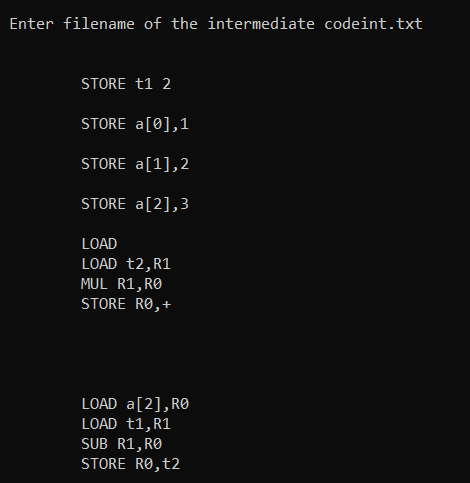 Enter filename of the intermediate codeint.txt
STORE t1 2
STORE a[0],1
STORE a[1],2
STORE a[2],3
LOAD
LOAD t2,R1
MUL R1,R0
STORE R0,+
LOAD a[2],R0
LOAD t1,R1
SUB R1,R0
STORE R0,t2